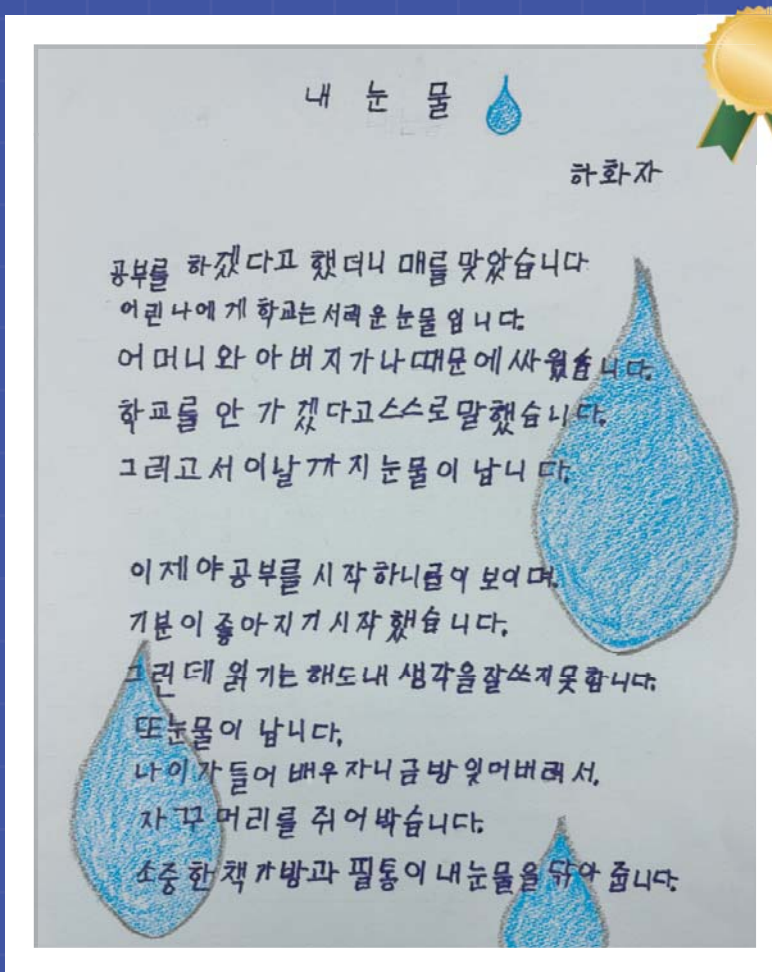 내 눈 물
하화자
공부를 하겠다고 했더니 매를 맞았습니다
어린 나에게 학교는 서러운 눈물 입니다.
어머니와 아버지가 나 때문에 싸웠습니다.
학교를 안 가겠다고 스스로 말했습니다.
그리고서 이날까지 눈물이 납니다.
이제야 공부를 시작하니 글이 보이며,
기분이 좋아지기 시작했습니다.
그런데 읽기는 해도 내 생각을 잘 쓰지 못합니다.
또 눈물이 납니다,
나이가 들어 배우자니 금방 잊어버려서,
자꾸 머리를 쥐어박습니다.
소중한 책가방과 필통이 내 눈물을 닦아 줍니다.